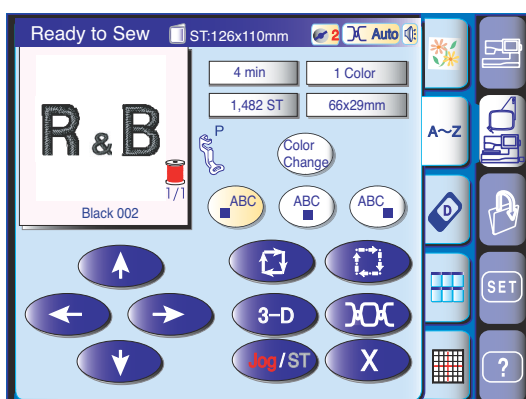 Ready to Sew ST:126x110mm 2 Auto
4 min 1 Color
1,482 ST 66x29mm
R & B
A~Z
P
Color
Change
1/1
Black 002
ABC ABC ABC
D
3-D
SET
Jog/ST X
?